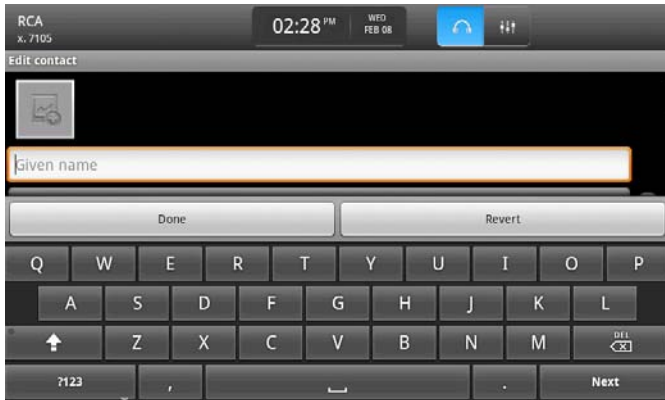 RCA
x. 7105
02:28 PM
WED
FEB 08
Edit contact
Given name
Done Revert
Q W E R T Y U I O P
A S D F G H J K L
Z X C V B N M DEL
?123 , . Next